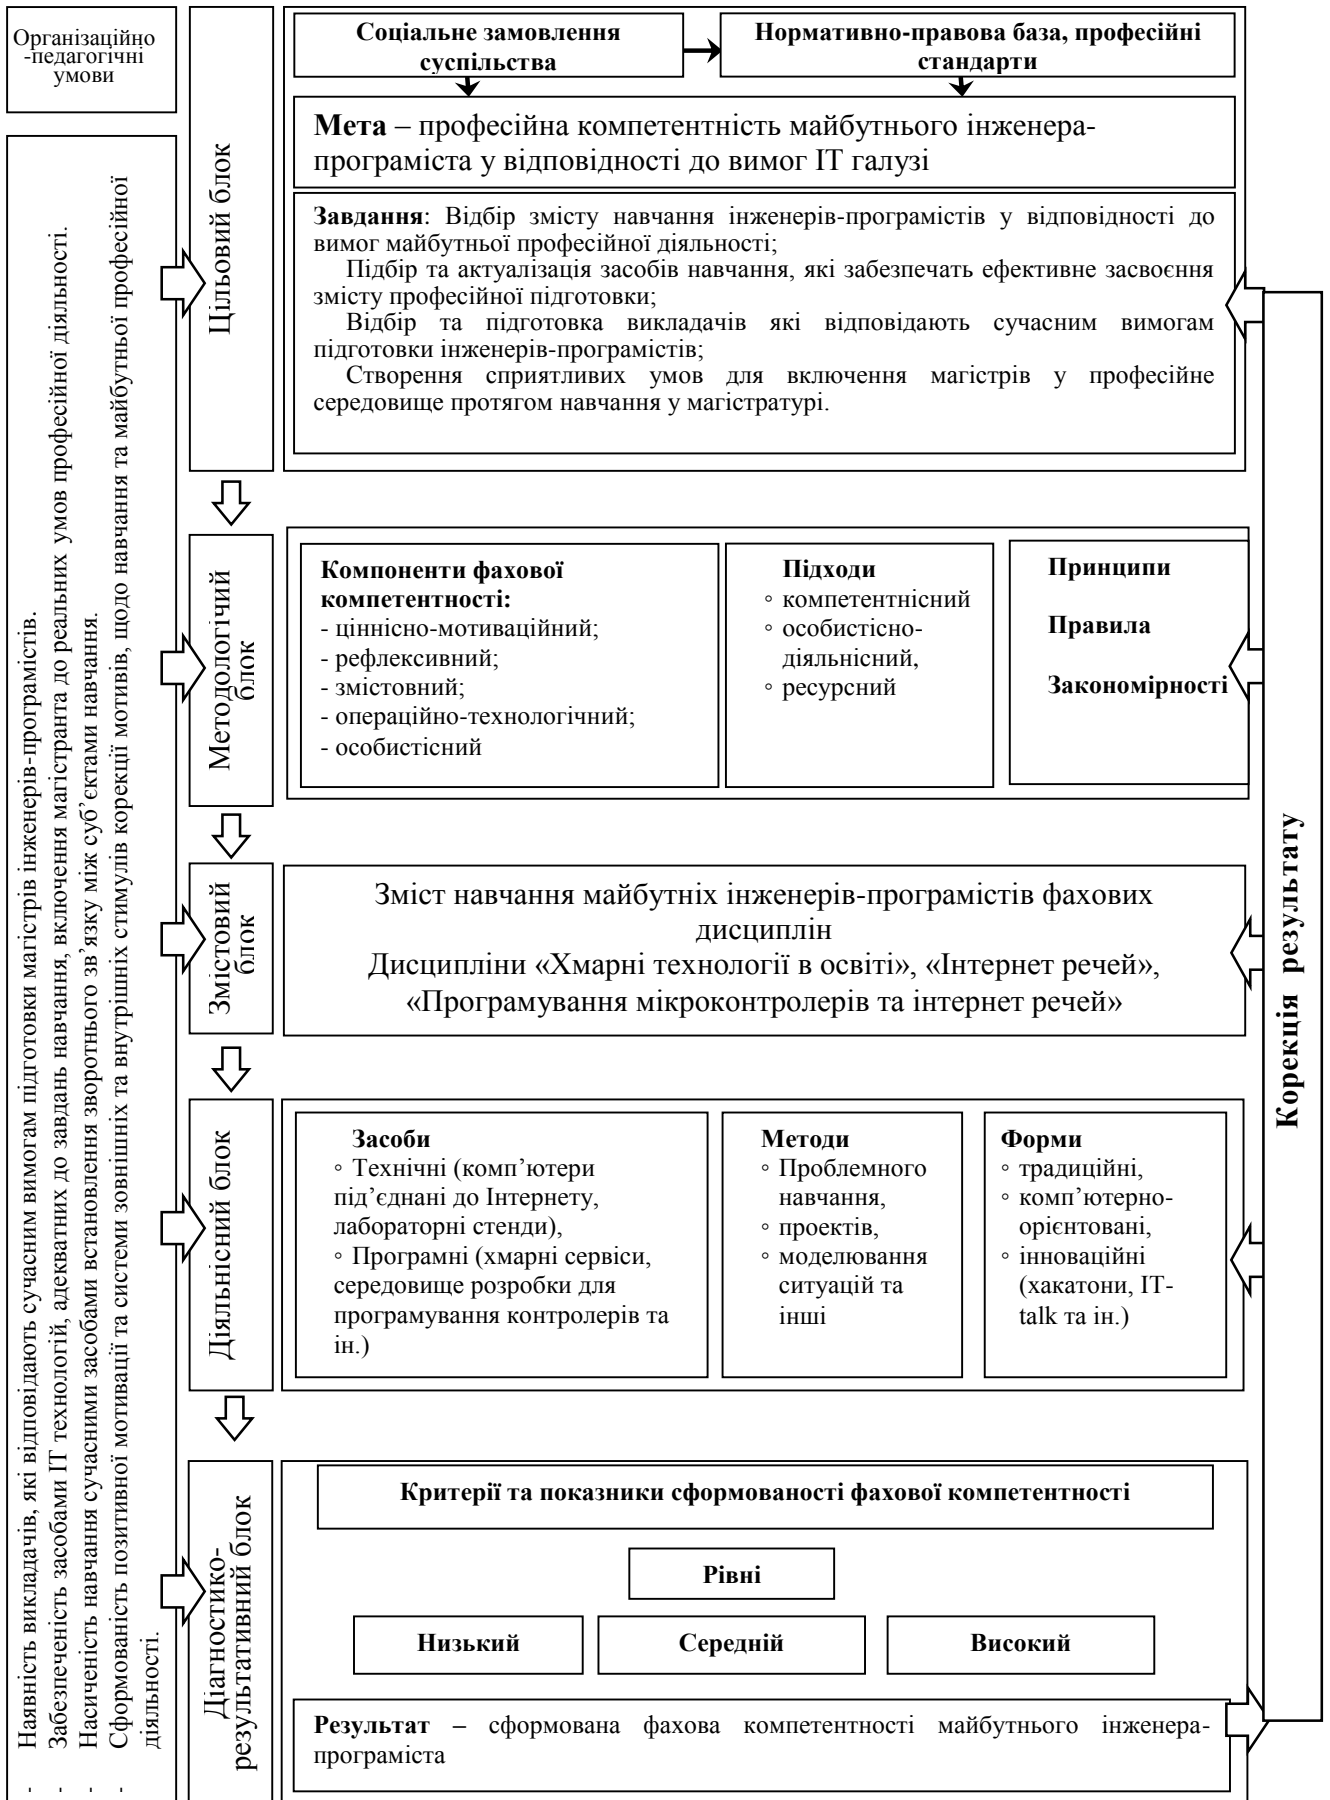 Організаційно
-педагогічні
умови
- Наявність викладачів, які відповідають сучасним вимогам підготовки магістрів інженерів-програмістів.
- Забезпеченість засобами ІТ технологій, адекватних до завдань навчання, включення магістранта до реальних умов професійної діяльності.
- Насиченість навчання сучасними засобами встановлення зворотнього зв’язку між суб’єктами навчання.
- Сформованість позитивної мотивації та системи зовнішніх та внутрішніх стимулів корекції мотивів, щодо навчання та майбутньої професійної
діяльності.
Цільовий блок
Соціальне замовлення
суспільства
Нормативно-правова база, професійні
стандарти
Мета – професійна компетентність майбутнього інженера-
програміста у відповідності до вимог ІТ галузі
Завдання: Відбір змісту навчання інженерів-програмістів у відповідності до
вимог майбутньої професійної діяльності;
Підбір та актуалізація засобів навчання, які забезпечать ефективне засвоєння
змісту професійної підготовки;
Відбір та підготовка викладачів які відповідають сучасним вимогам
підготовки інженерів-програмістів;
Створення сприятливих умов для включення магістрів у професійне
середовище протягом навчання у магістратурі.
Методологічий
блок
Компоненти фахової
компетентності:
- ціннісно-мотиваційний;
- рефлексивний;
- змістовний;
- операційно-технологічний;
- особистісний
Підходи
◦ компетентнісний
◦ особистісно-
діяльнісний,
◦ ресурсний
Принципи
Правила
Закономірності
Змістовий
блок
Зміст навчання майбутніх інженерів-програмістів фахових
дисциплін
Дисципліни «Хмарні технології в освіті», «Інтернет речей»,
«Програмування мікроконтролерів та інтернет речей»
Діяльнісний блок
Засоби
◦ Технічні (комп’ютери
під’єднані до Інтернету,
лабораторні стенди),
◦ Програмні (хмарні сервіси,
середовище розробки для
програмування контролерів та
ін.)
Методи
◦ Проблемного
навчання,
◦ проектів,
◦ моделювання
ситуацій та
інші
Форми
◦ традиційні,
◦ комп’ютерно-
орієнтовані,
◦ інноваційні
(хакатони, IT-
talk та ін.)
Діагностико-
результативний блок
Критерії та показники сформованості фахової компетентності
Рівні
Низький
Середній
Високий
Результат – сформована фахова компетентності майбутнього інженера-
програміста
Корекція результату